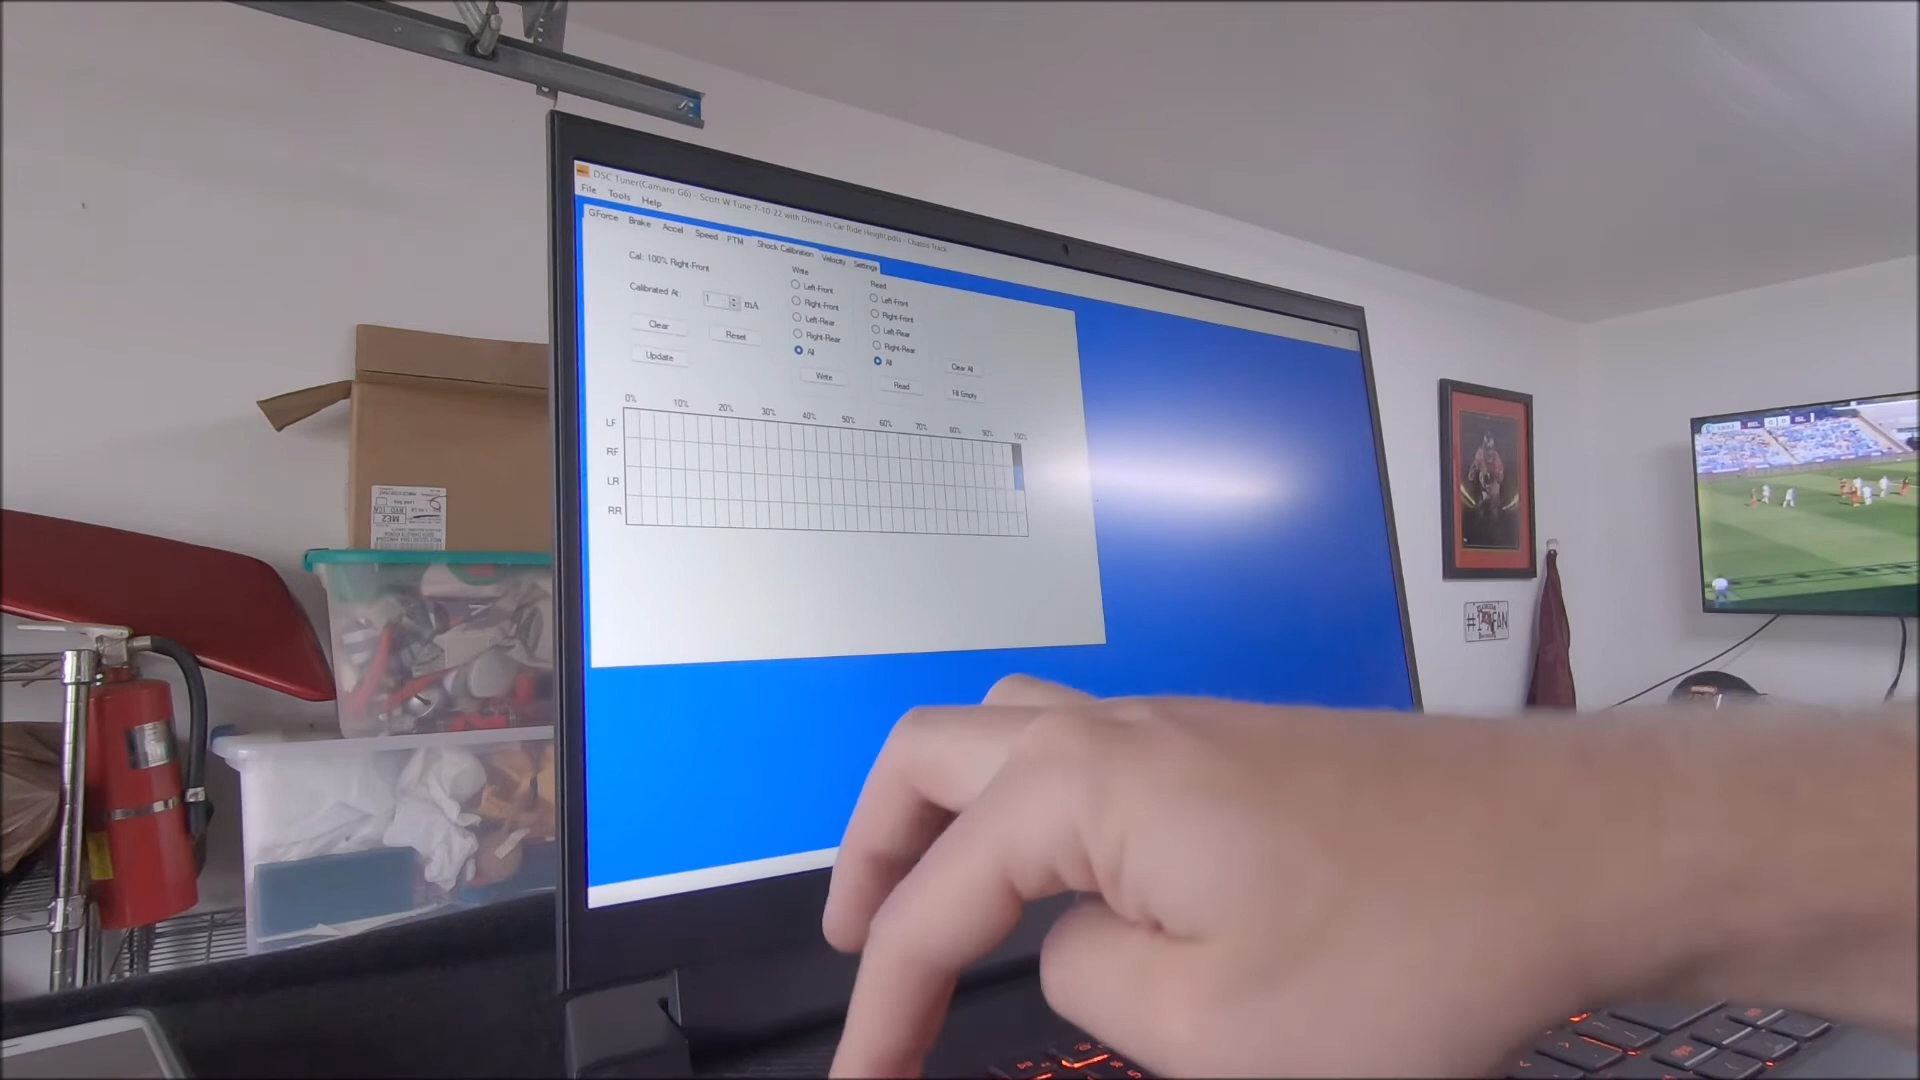 DSC Tuner(Camaro G6) - Scott W Tune 7-10-22 with Driver in Car Ride Height.pdns : Chassis Track
File Tools Help
GForce Brake Accel Speed FTM Shock Calibration Velocity Settings
Cal: 100% Right-Front
Calibrated At: 1 mA
Clear Reset
Update
Write
Left-Front
Right-Front
Left-Rear
Right-Rear
All
Write
Read
Left-Front
Right-Front
Left-Rear
Right-Rear
All
Read
Clear All
Fill Empty
0% 10% 20% 30% 40% 50% 60% 70% 80% 90% 100%
LF
RF
LR
RR
#1 FAN